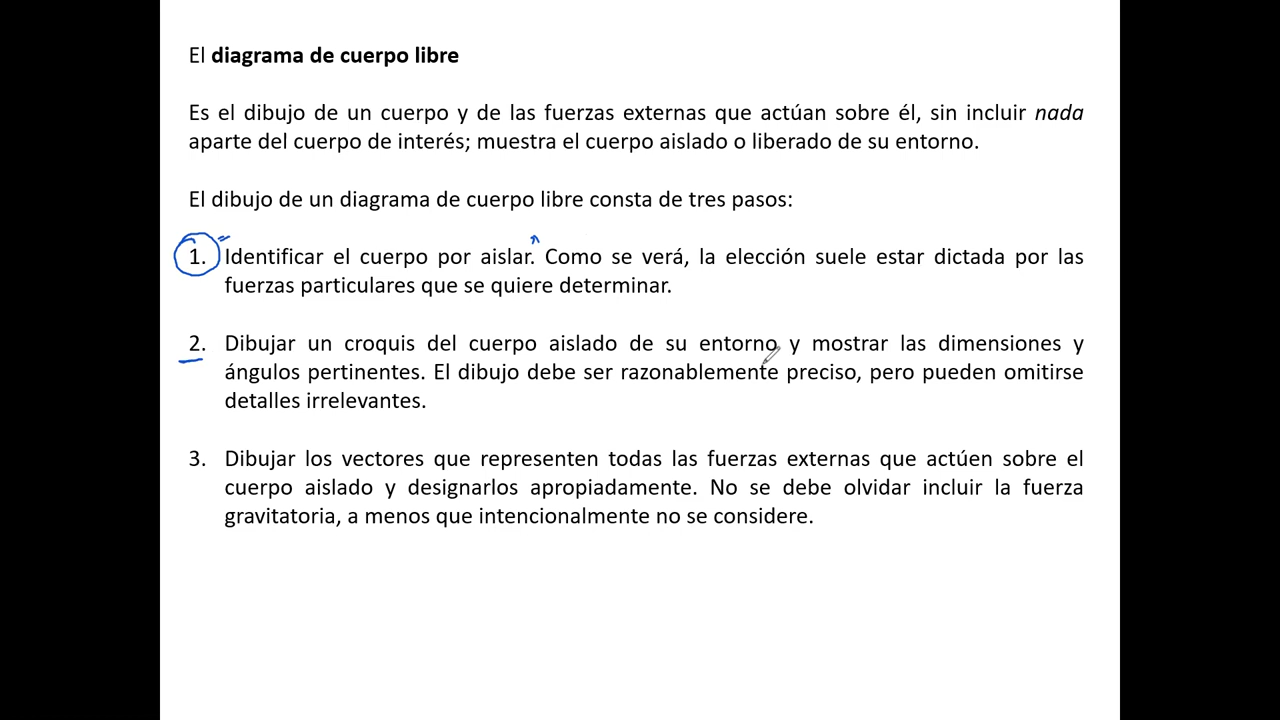 El diagrama de cuerpo libre
Es el dibujo de un cuerpo y de las fuerzas externas que actúan sobre él, sin incluir nada
aparte del cuerpo de interés; muestra el cuerpo aislado o liberado de su entorno.
El dibujo de un diagrama de cuerpo libre consta de tres pasos:
1. Identificar el cuerpo por aislar. Como se verá, la elección suele estar dictada por las
fuerzas particulares que se quiere determinar.
2. Dibujar un croquis del cuerpo aislado de su entorno y mostrar las dimensiones y
ángulos pertinentes. El dibujo debe ser razonablemente preciso, pero pueden omitirse
detalles irrelevantes.
3. Dibujar los vectores que representen todas las fuerzas externas que actúen sobre el
cuerpo aislado y designarlos apropiadamente. No se debe olvidar incluir la fuerza
gravitatoria, a menos que intencionalmente no se considere.